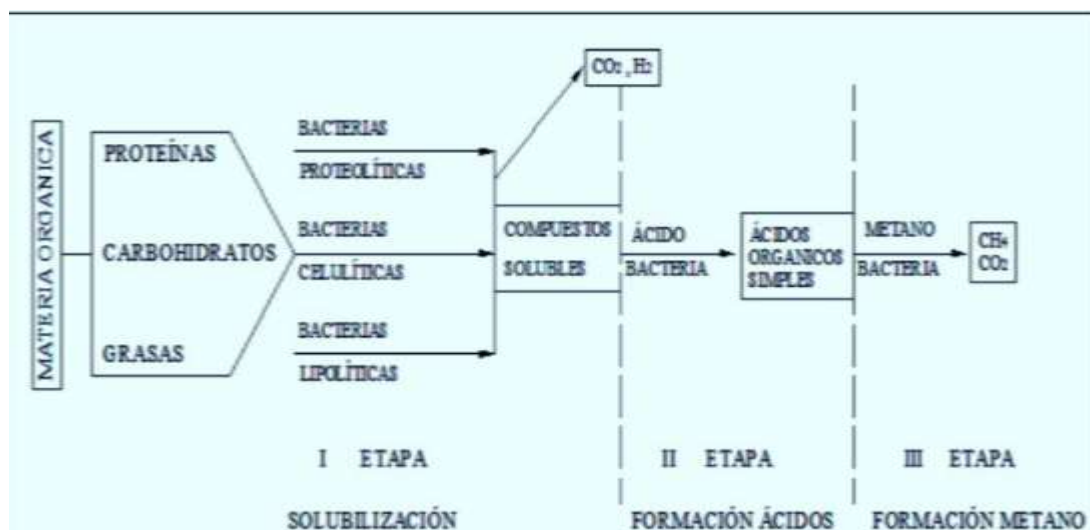 MATERIA ORGANICA
PROTEÍNAS
CARBOHIDRATOS
GRASAS
BACTERIAS
PROTEOLÍTICAS
BACTERIAS
CELULÍTICAS
BACTERIAS
LIPOLÍTICAS
CO₂ , H₂
COMPUESTOS
SOLUBLES
ÁCIDO
BACTERIA
ÁCIDOS
ORGANICOS
SIMPLES
METANO
BACTERIA
CH₄
CO₂
I ETAPA
II ETAPA
III ETAPA
SOLUBILIZACIÓN
FORMACIÓN ÁCIDOS
FORMACIÓN METANO